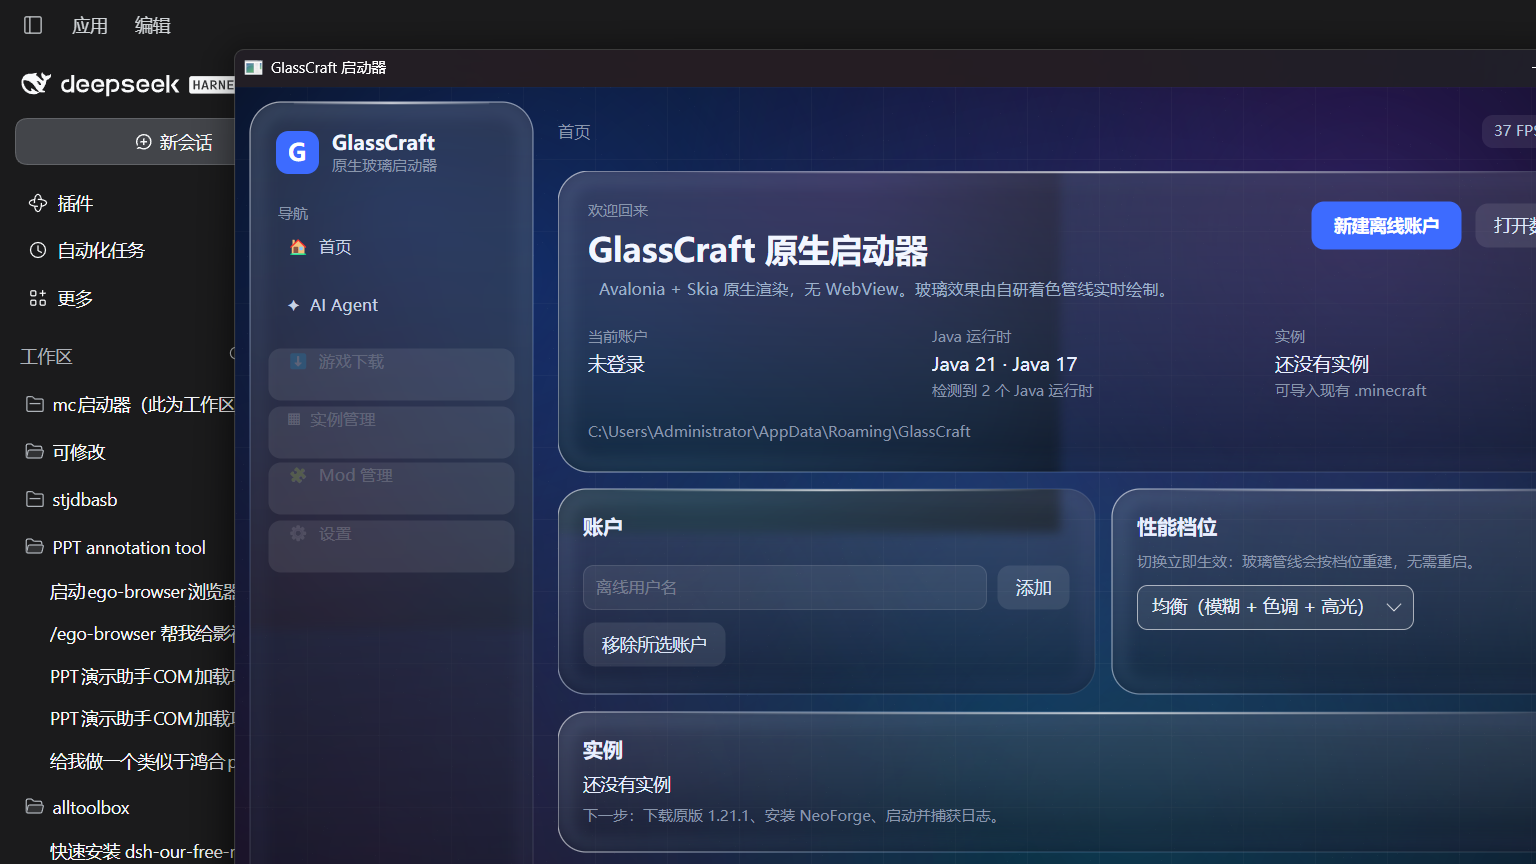 应用 编辑
deepseek HARNE
新会话
插件
自动化任务
更多
工作区
mc启动器（此为工作区
可修改
stjdbasb
PPT annotation tool
启动ego-browser浏览器
/ego-browser 帮我给影视
PPT演示助手COM加载项
PPT演示助手COM加载项
给我做一个类似于鸿合p
alltoolbox
快速安装 dsh-our-free-r
GlassCraft 启动器
G
GlassCraft
原生玻璃启动器
导航
首页
AI Agent
游戏下载
实例管理
Mod 管理
设置
首页
37 FPS
欢迎回来
GlassCraft 原生启动器
Avalonia + Skia 原生渲染，无 WebView。玻璃效果由自研着色管线实时绘制。
新建离线账户
打开数
当前账户
未登录
Java 运行时
Java 21 · Java 17
检测到 2 个 Java 运行时
实例
还没有实例
可导入现有 .minecraft
C:\Users\Administrator\AppData\Roaming\GlassCraft
账户
离线用户名
添加
移除所选账户
性能档位
切换立即生效：玻璃管线会按档位重建，无需重启。
均衡（模糊 + 色调 + 高光）
实例
还没有实例
下一步：下载原版 1.21.1、安装 NeoForge、启动并捕获日志。